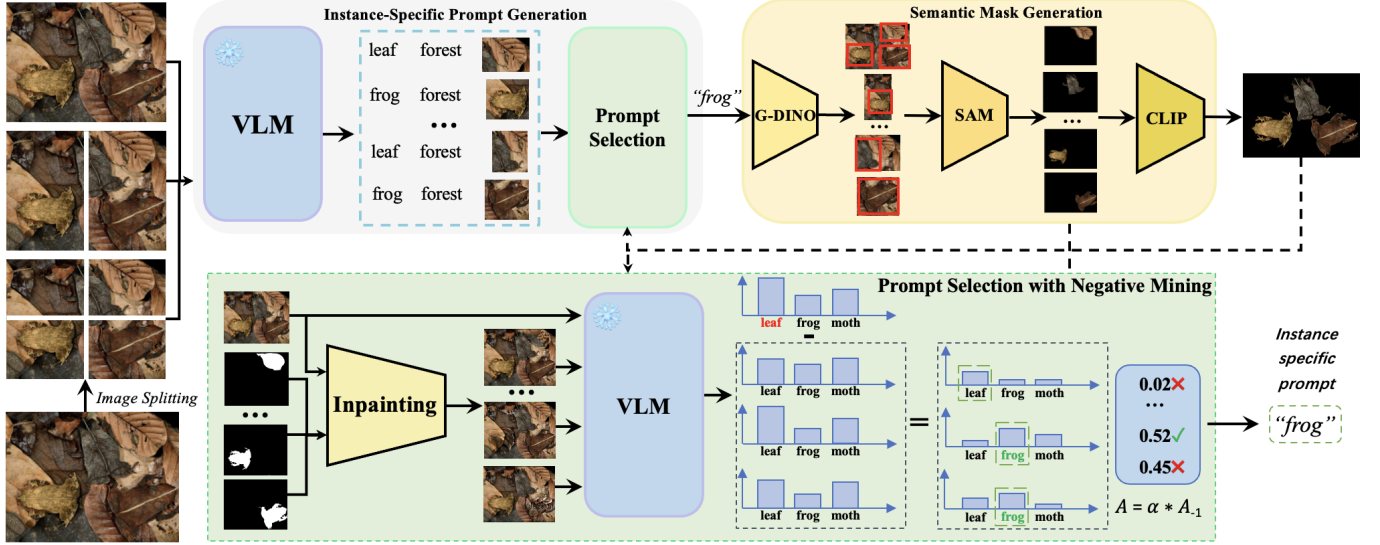 Instance-Specific Prompt Generation
VLM
leaf forest
frog forest
•••
leaf forest
frog forest
Prompt
Selection
“frog”
Semantic Mask Generation
G-DINO
...
SAM
...
CLIP
Image Splitting
Prompt Selection with Negative Mining
...
Inpainting
...
VLM
leaf frog moth
-
leaf frog moth
leaf frog moth
leaf frog moth
=
leaf frog moth
leaf frog moth
leaf frog moth
0.02✕
...
0.52✓
0.45✕
A = α * A-1
Instance
specific
prompt
“frog”